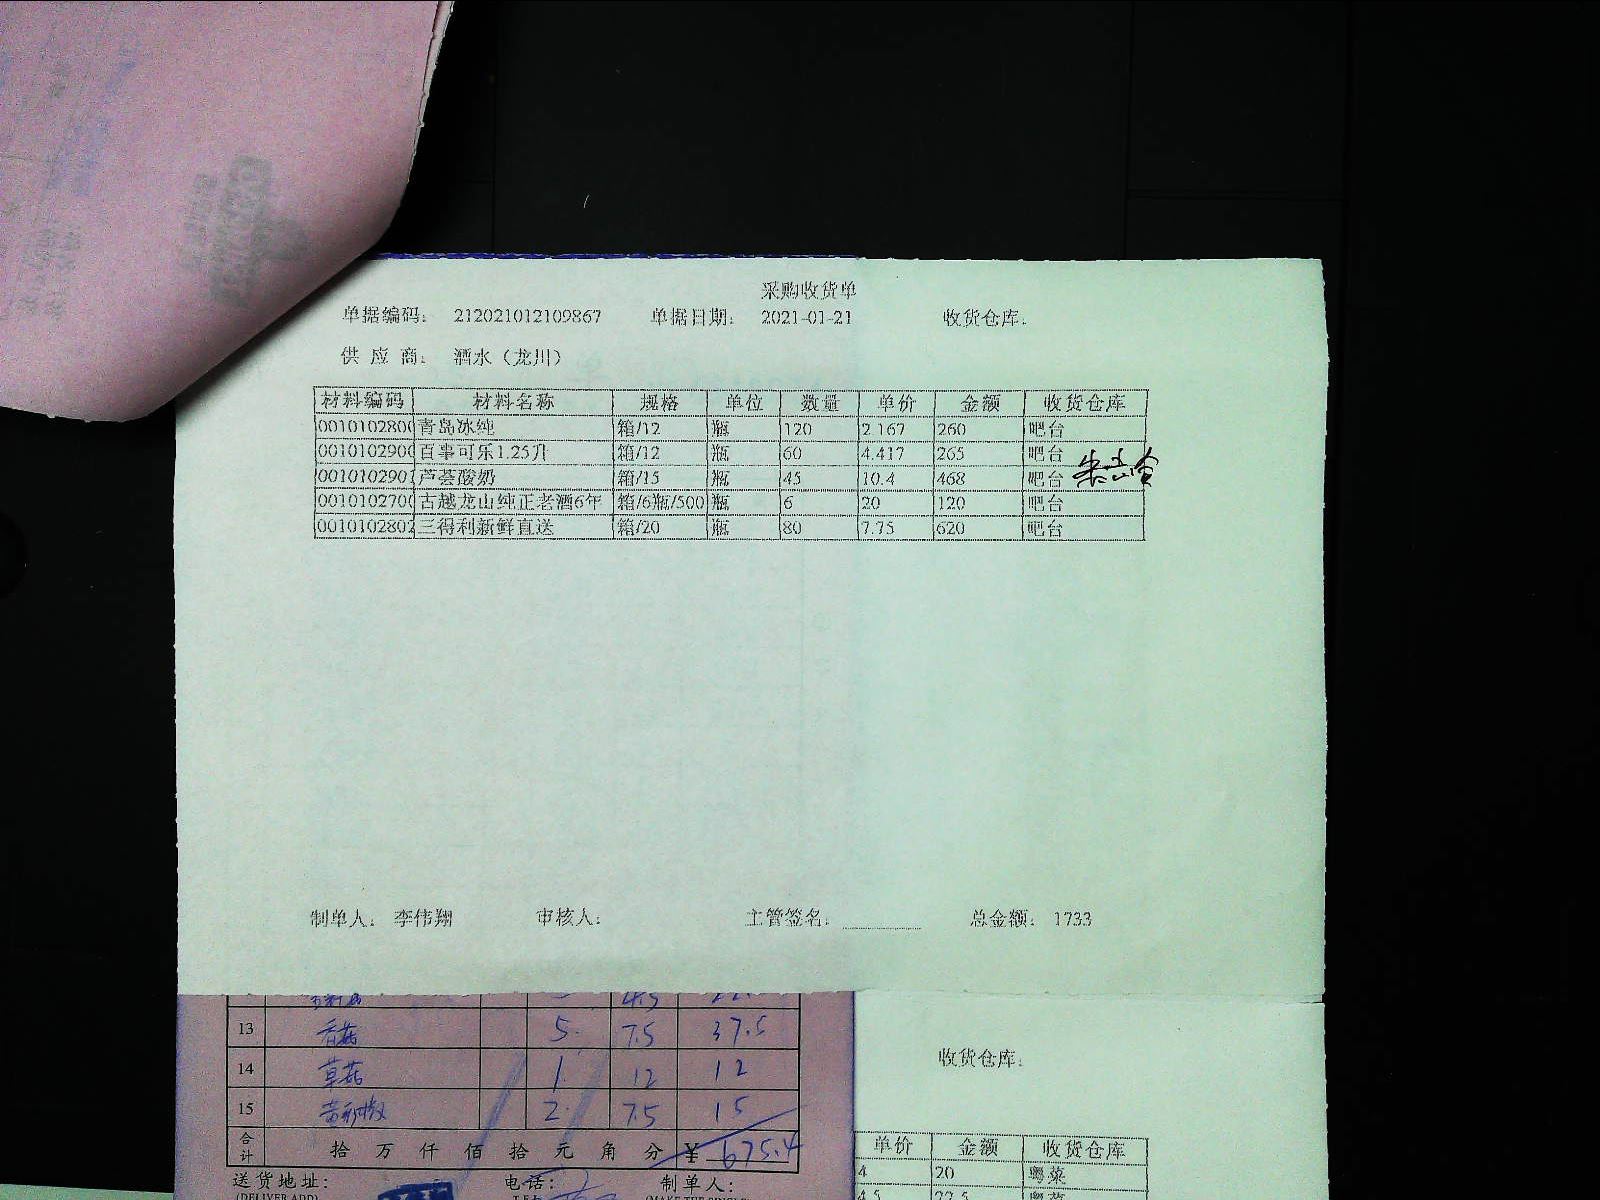 采购收货单
单据编码： 212021012109867 单据日期： 2021-01-21 收货仓库：
供 应 商： 酒水（龙川）
材料编码 材料名称 规格 单位 数量 单价 金额 收货仓库
0010102800 青岛冰纯 箱/12 瓶 120 2.167 260 吧台
0010102900 百事可乐1.25升 箱/12 瓶 60 4.417 265 吧台
0010102901 芦荟酸奶 箱/15 瓶 45 10.4 468 吧台
0010102700 古越龙山纯正老酒6年 箱/6瓶/500 瓶 6 20 120 吧台
0010102802 三得利新鲜直送 箱/20 瓶 80 7.75 620 吧台
制单人： 李伟翔 审核人： 主管签名： 总金额： 1733
4.5
13 香菇 5 7.5 37.5
14 草菇 1 12 12
15 2 7.5 15
合计 拾 万 仟 佰 拾 元 角 分 ¥ 675.4
送货地址： 电话： 制单人：
收货仓库：
单价 金额 收货仓库
4 20 粤菜
4.5 22.5 粤菜